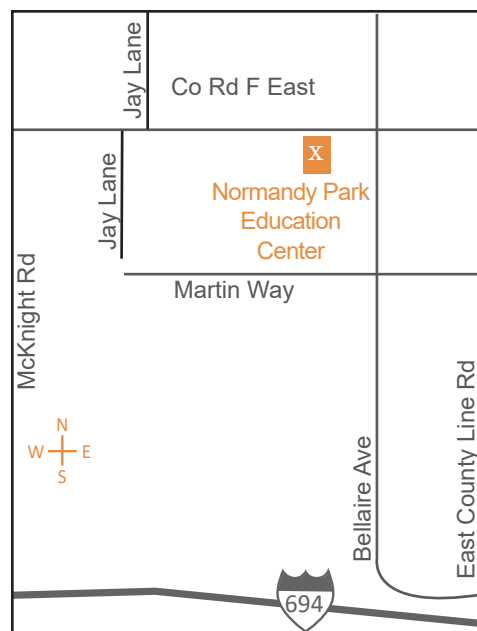 Jay Lane
Co Rd F East
x
Jay Lane
Normandy Park
Education
Center
McKnight Rd
Martin Way
N
W E
S
Bellaire Ave
East County Line Rd
694